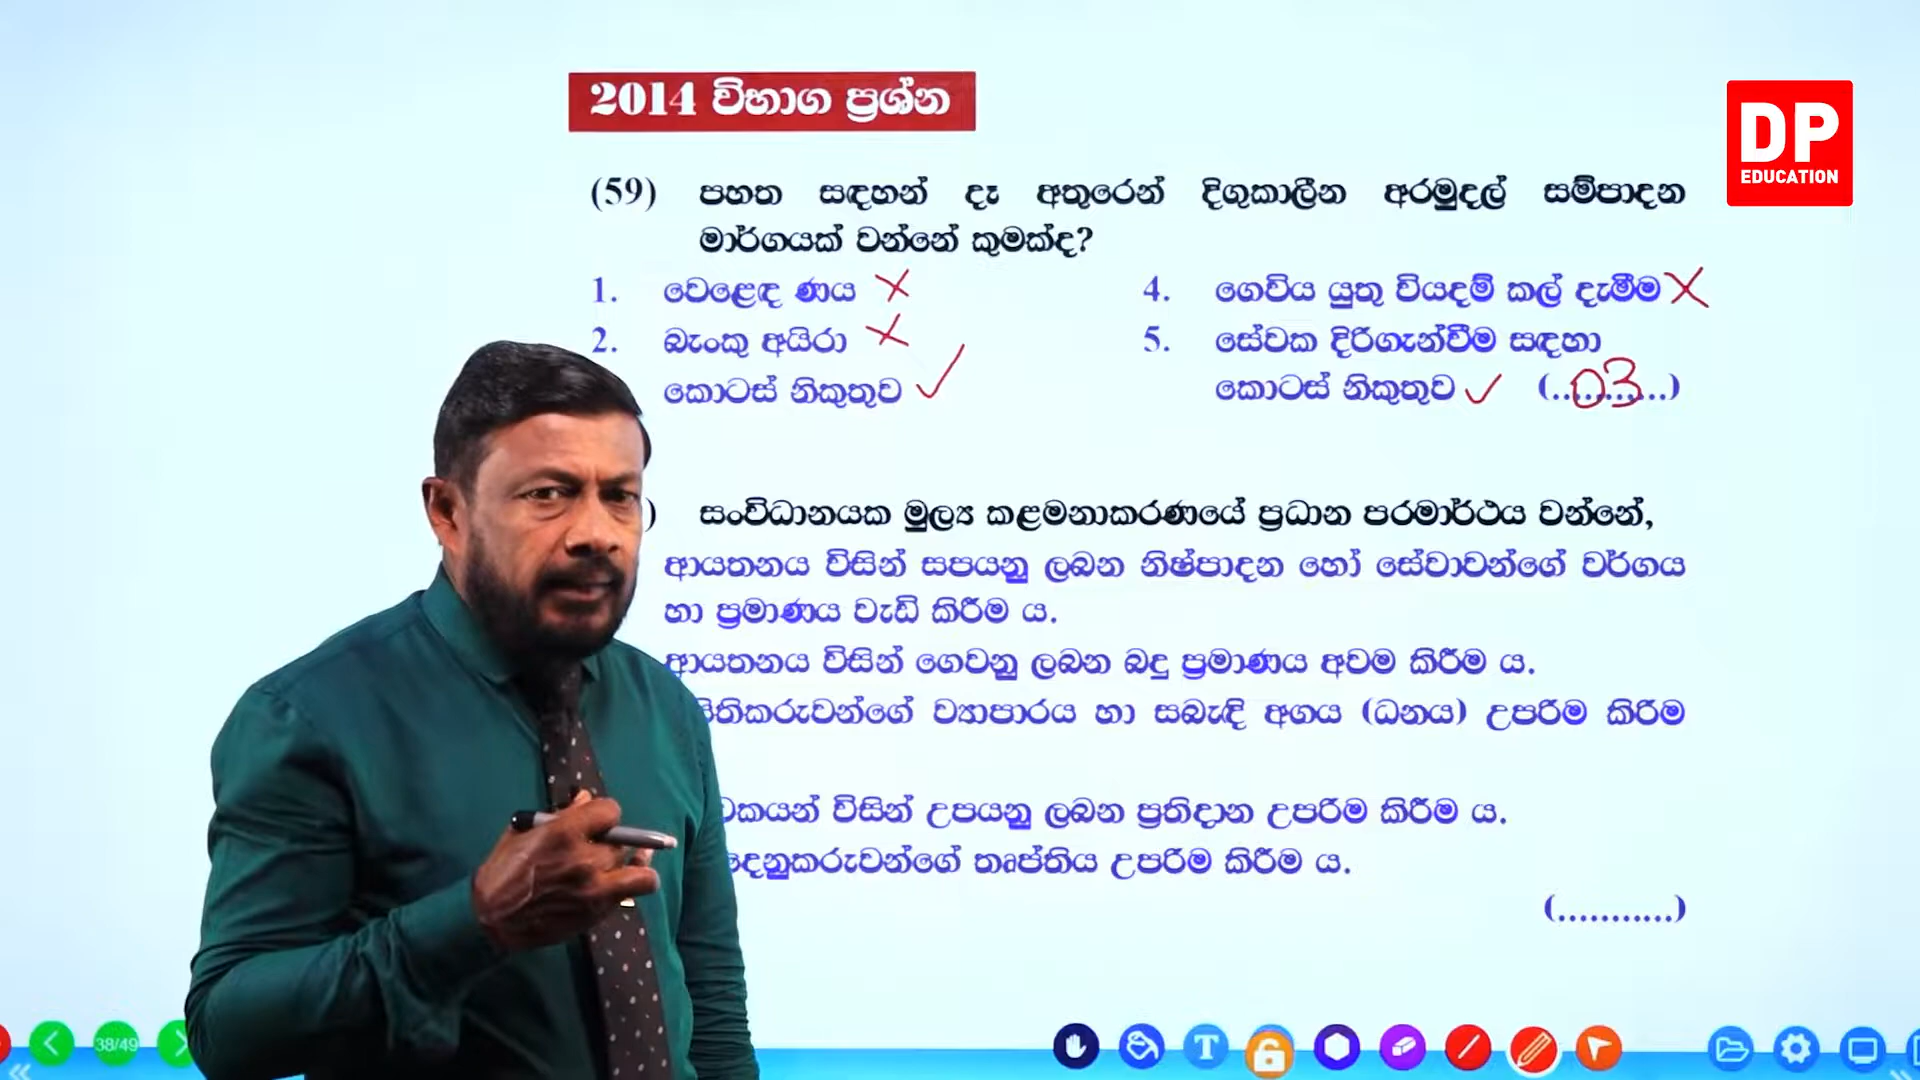 2014 විභාග ප්‍රශ්න
DP
EDUCATION
(59) පහත සඳහන් දෑ අතුරෙන් දිගුකාලීන අරමුදල් සම්පාදන
මාර්ගයක් වන්නේ කුමක්ද?
1. වෙළෙඳ ණය ✗
2. බැංකු අයිරා ✗
කොටස් නිකුතුව ✓
4. ගෙවිය යුතු වියදම් කල් දැමීම ✗
5. සේවක දිරිගැන්වීම සඳහා
කොටස් නිකුතුව ✓ (....03....)
) සංවිධානයක මුල්‍ය කළමනාකරණයේ ප්‍රධාන පරමාර්ථය වන්නේ,
ආයතනය විසින් සපයනු ලබන නිෂ්පාදන හෝ සේවාවන්ගේ වර්ගය
හා ප්‍රමාණය වැඩි කිරීම ය.
ආයතනය විසින් ගෙවනු ලබන බදු ප්‍රමාණය අවම කිරීම ය.
ව්‍යාපාරය හා සබැඳි අගය (ධනය) උපරිම කිරිම
විසින් උපයනු ලබන ප්‍රතිදාන උපරිම කිරීම ය.
තෘප්තිය උපරිම කිරීම ය.
(...........)
38/49
T